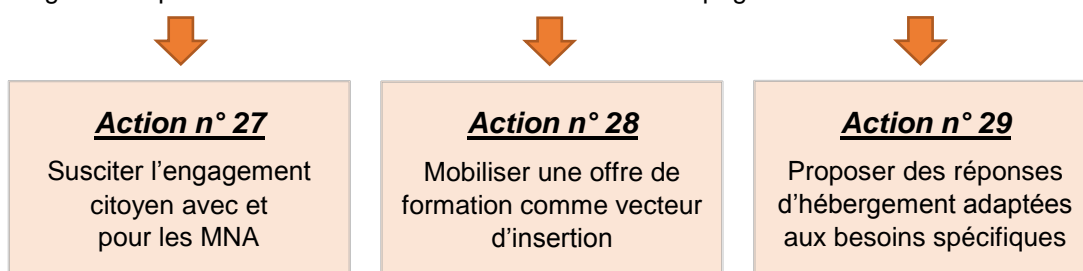 Action n° 27
Susciter l’engagement
citoyen avec et
pour les MNA
Action n° 28
Mobiliser une offre de
formation comme vecteur
d’insertion
Action n° 29
Proposer des réponses
d’hébergement adaptées
aux besoins spécifiques